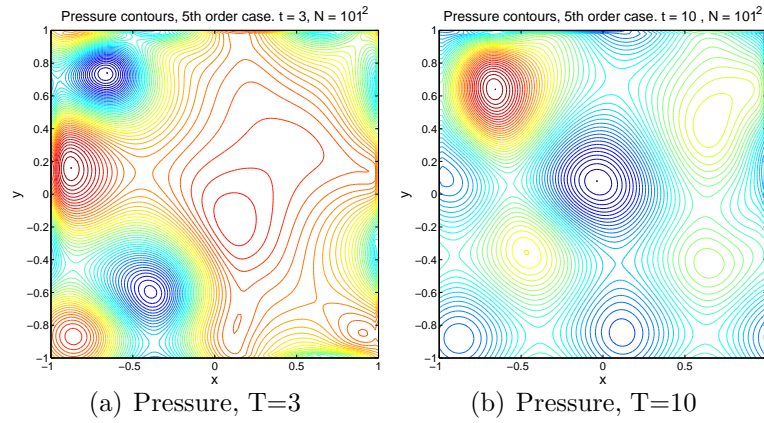 Pressure contours, 5th order case. t = 3, N = 101²
1
0.8
0.6
0.4
0.2
0
−0.2
−0.4
−0.6
−0.8
−1
y
−1 −0.5 0 0.5 1
x
(a) Pressure, T=3
Pressure contours, 5th order case. t = 10 , N = 101²
1
0.8
0.6
0.4
0.2
0
−0.2
−0.4
−0.6
−0.8
−1
y
−1 −0.5 0 0.5
x
(b) Pressure, T=10